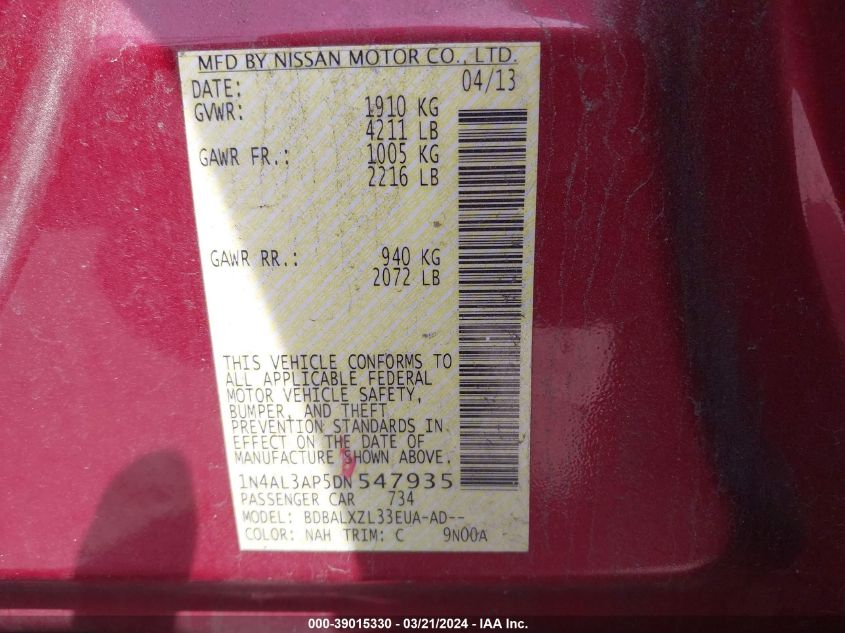 MFD BY NISSAN MOTOR CO., LTD.
DATE: 04/13
GVWR: 1910 KG
4211 LB
GAWR FR.: 1005 KG
2216 LB
GAWR RR.: 940 KG
2072 LB
THIS VEHICLE CONFORMS TO
ALL APPLICABLE FEDERAL
MOTOR VEHICLE SAFETY,
BUMPER, AND THEFT
PREVENTION STANDARDS IN
EFFECT ON THE DATE OF
MANUFACTURE SHOWN ABOVE.
1N4AL3AP5DN547935
PASSENGER CAR 734
MODEL: BDBALXZL33EUA-AD--
COLOR: NAH TRIM: C 9N00A
000-39015330 - 03/21/2024 - IAA Inc.